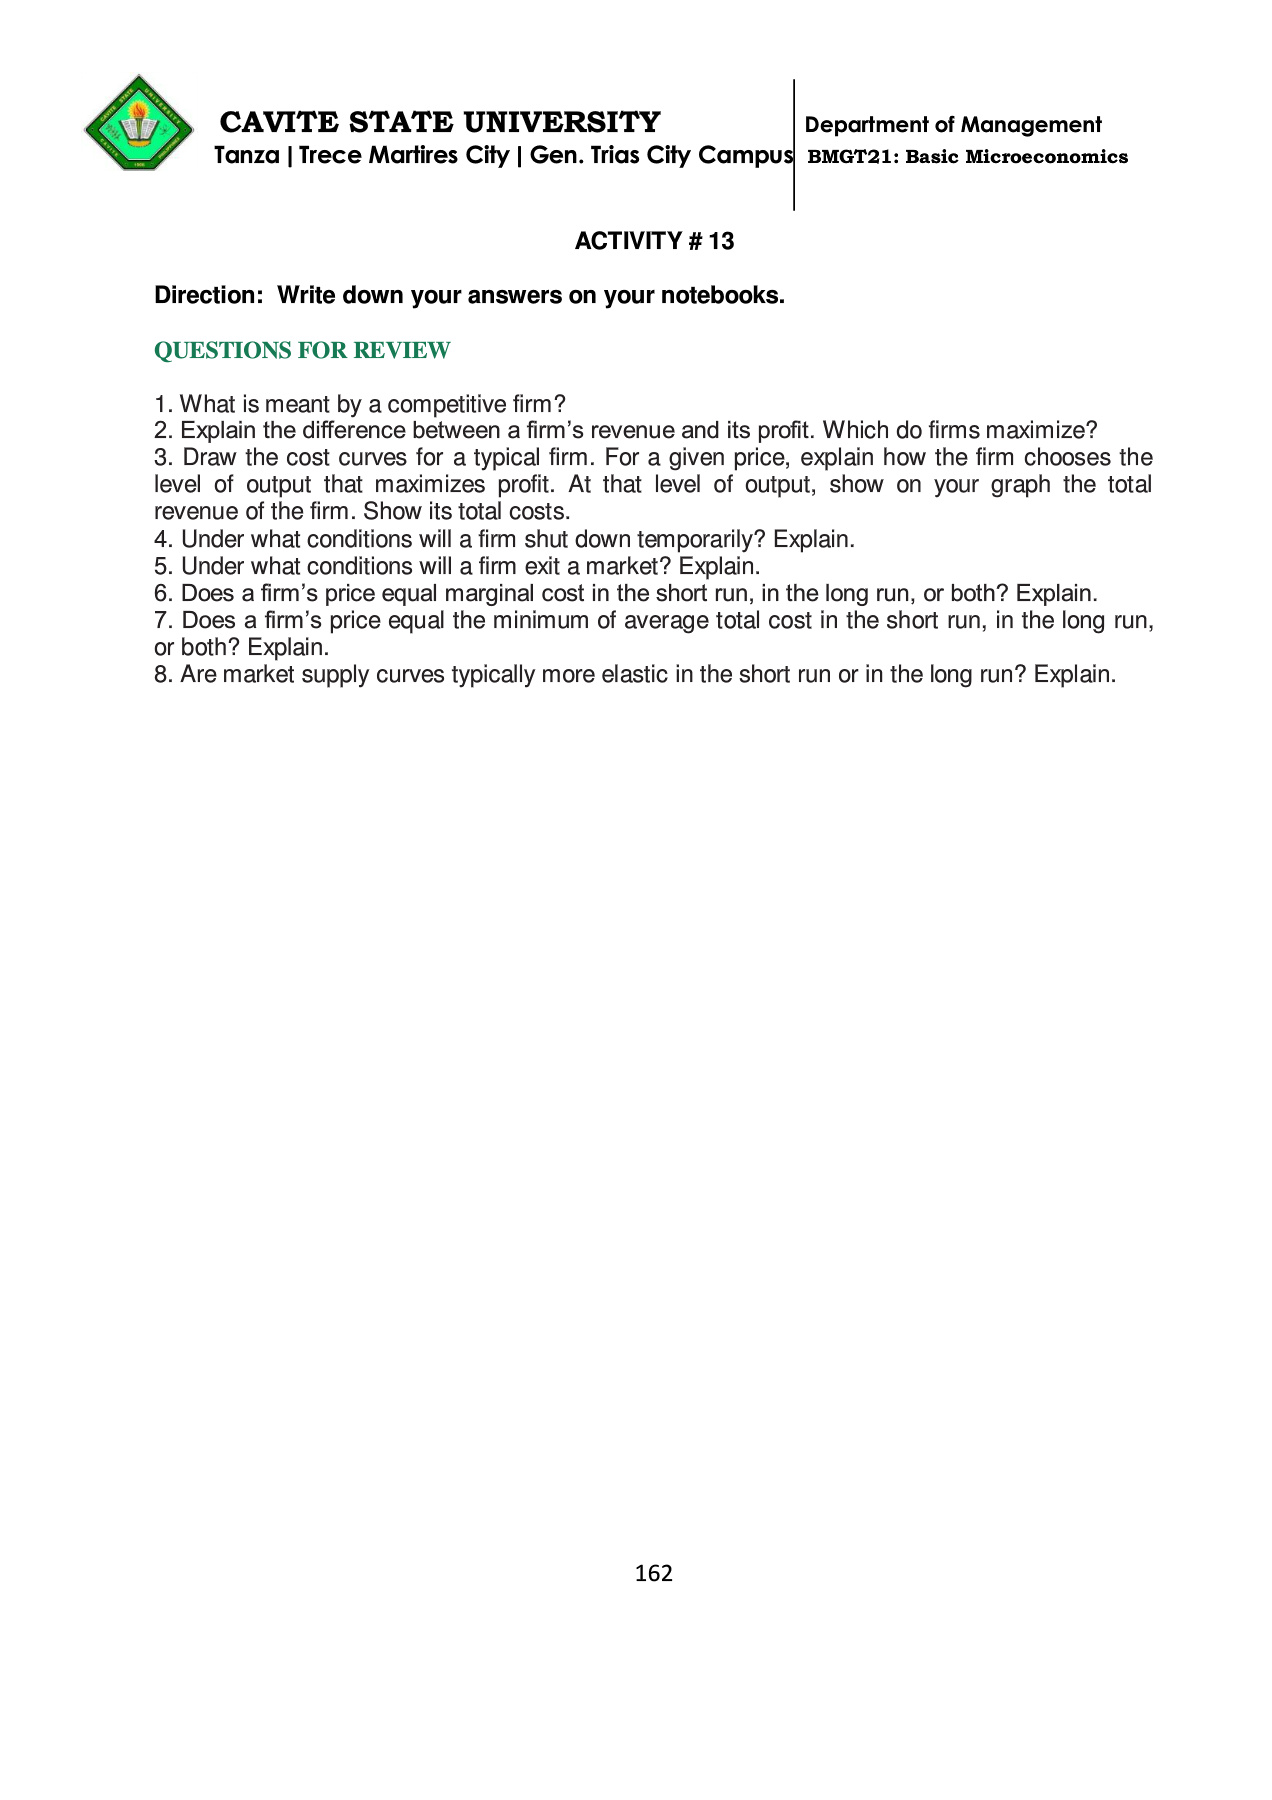 CAVITE STATE UNIVERSITY
Tanza | Trece Martires City | Gen. Trias City Campus
Department of Management
BMGT21: Basic Microeconomics
ACTIVITY # 13
Direction:  Write down your answers on your notebooks.
QUESTIONS FOR REVIEW
1. What is meant by a competitive firm?
2. Explain the difference between a firm’s revenue and its profit. Which do firms maximize?
3. Draw the cost curves for a typical firm. For a given price, explain how the firm chooses the
level of output that maximizes profit. At that level of output, show on your graph the total
revenue of the firm. Show its total costs.
4. Under what conditions will a firm shut down temporarily? Explain.
5. Under what conditions will a firm exit a market? Explain.
6. Does a firm’s price equal marginal cost in the short run, in the long run, or both? Explain.
7. Does a firm’s price equal the minimum of average total cost in the short run, in the long run,
or both? Explain.
8. Are market supply curves typically more elastic in the short run or in the long run? Explain.
162